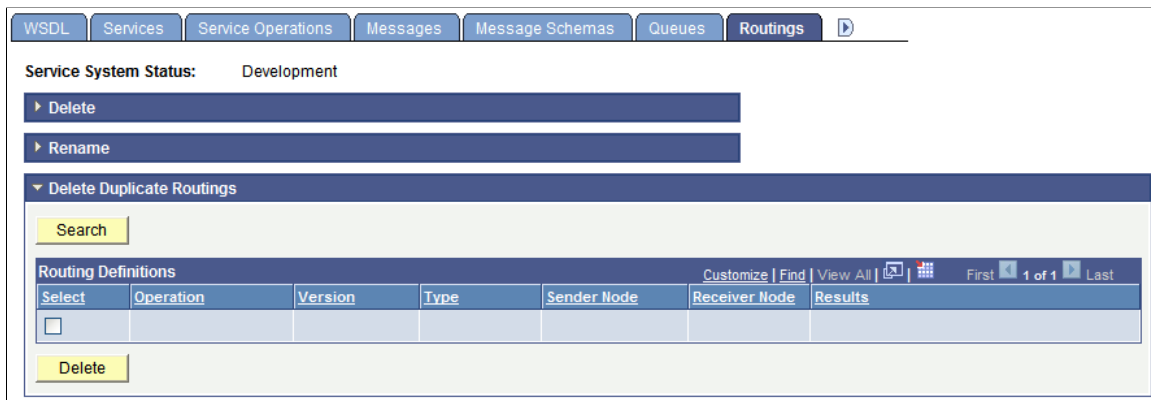 WSDL Services Service Operations Messages Message Schemas Queues Routings
Service System Status: Development
Delete
Rename
Delete Duplicate Routings
Search
Routing Definitions Customize | Find | View All | | First 1 of 1 Last
Select Operation Version Type Sender Node Receiver Node Results
Delete